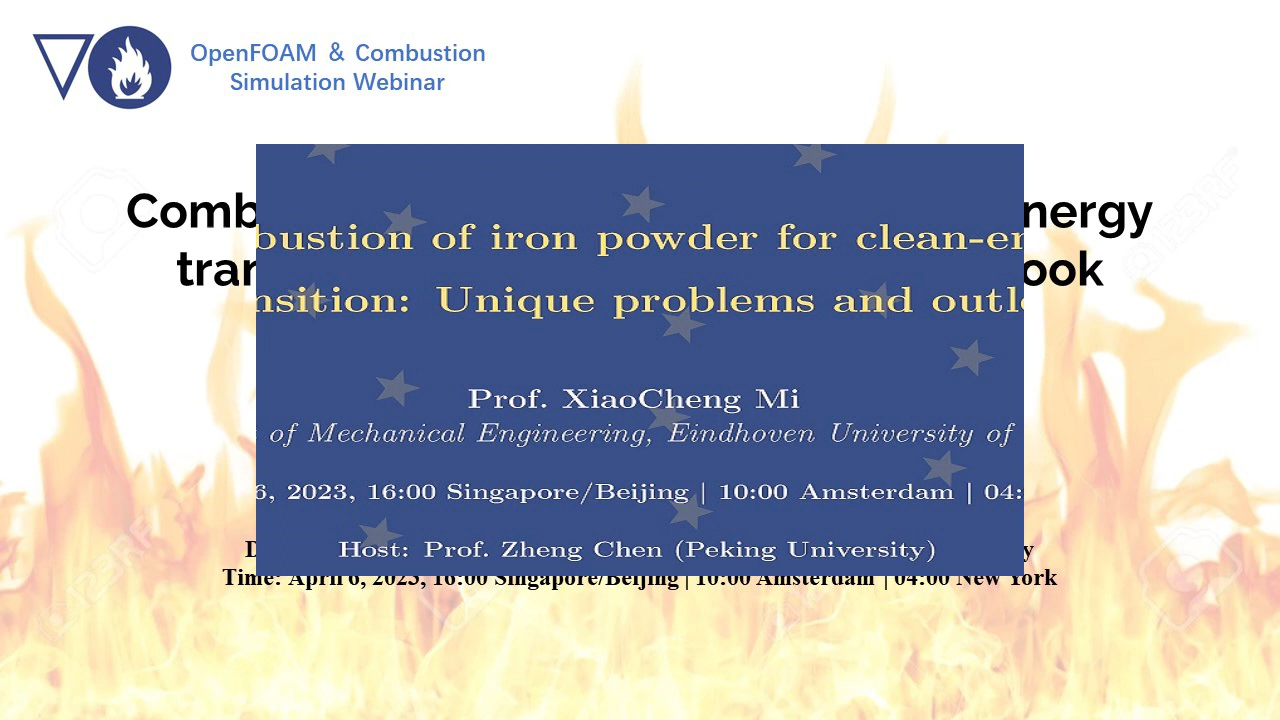 OpenFOAM & Combustion
Simulation Webinar
Comb nergy
bustion of iron powder for clean-er
tran ook
nsition: Unique problems and outlo
Prof. XiaoCheng Mi
of Mechanical Engineering, Eindhoven University of
6, 2023, 16:00 Singapore/Beijing | 10:00 Amsterdam | 04:
Host: Prof. Zheng Chen (Peking University)
D y
Time: April 6, 2023, 16:00 Singapore/Beijing | 10:00 Amsterdam | 04:00 New York